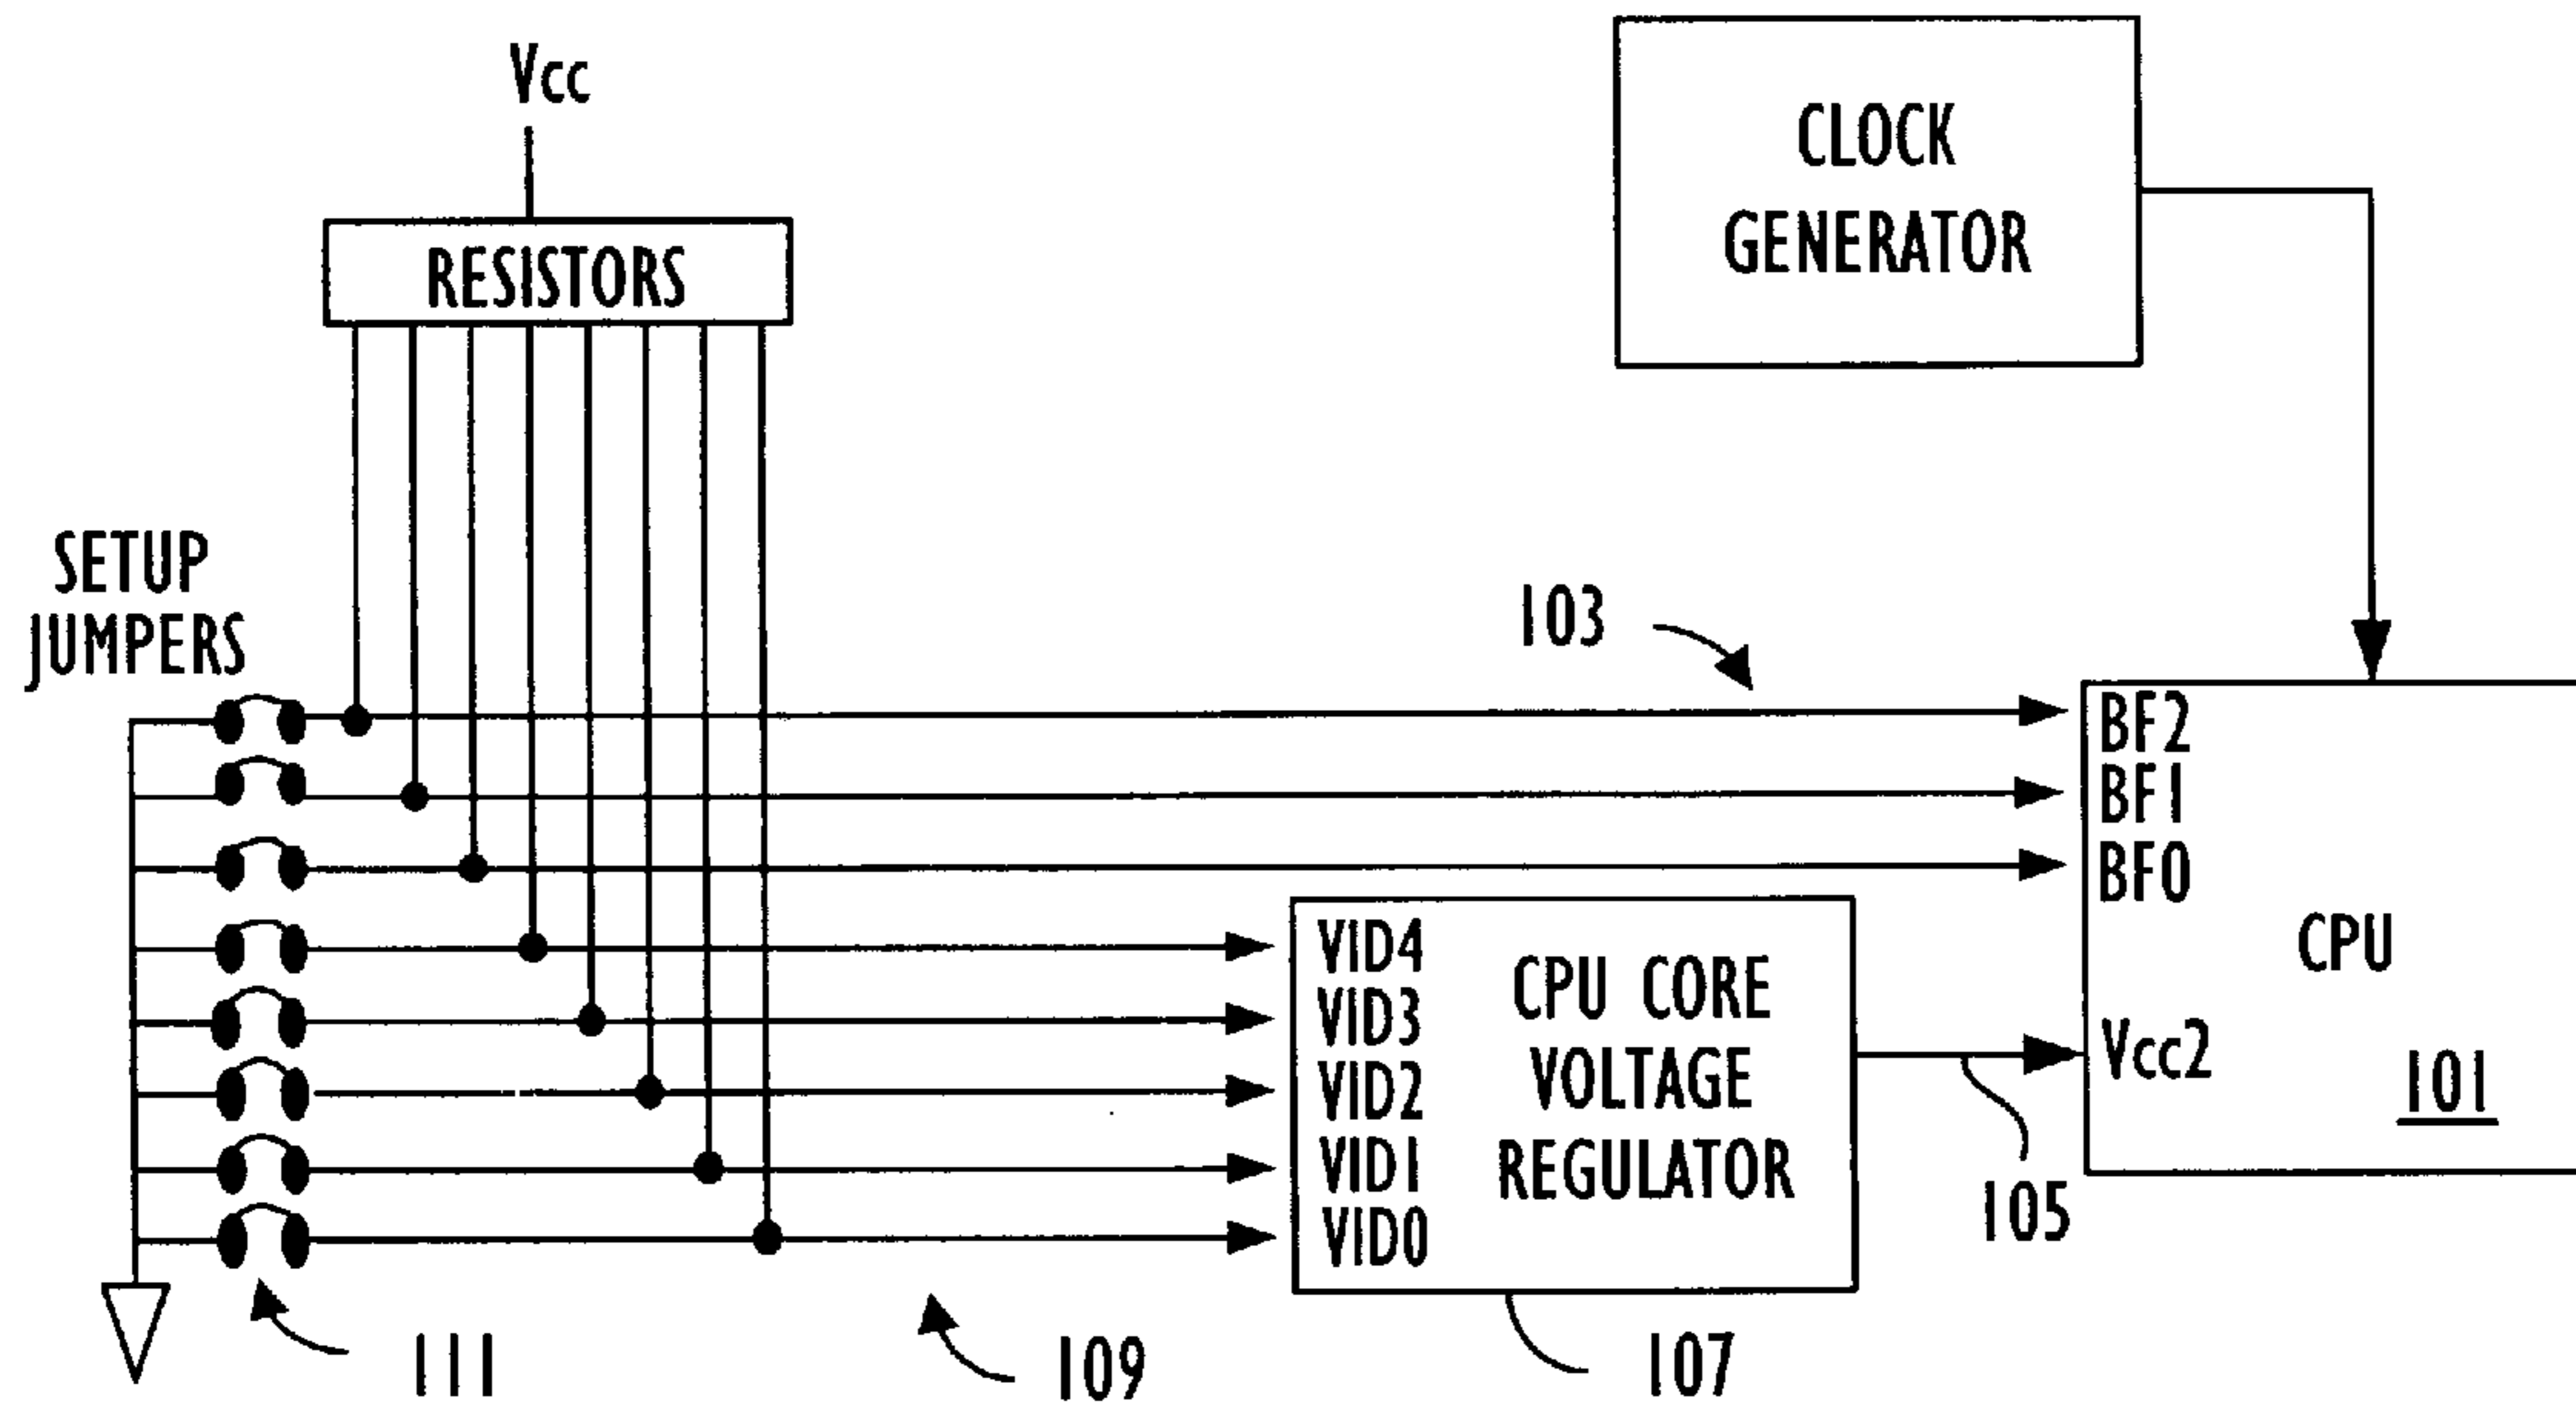 Vcc
RESISTORS
CLOCK
GENERATOR
SETUP
JUMPERS
103
BF2
BF1
BF0
CPU
Vcc2
101
VID4
VID3
VID2
VID1
VID0
CPU CORE
VOLTAGE
REGULATOR
105
111
109
107